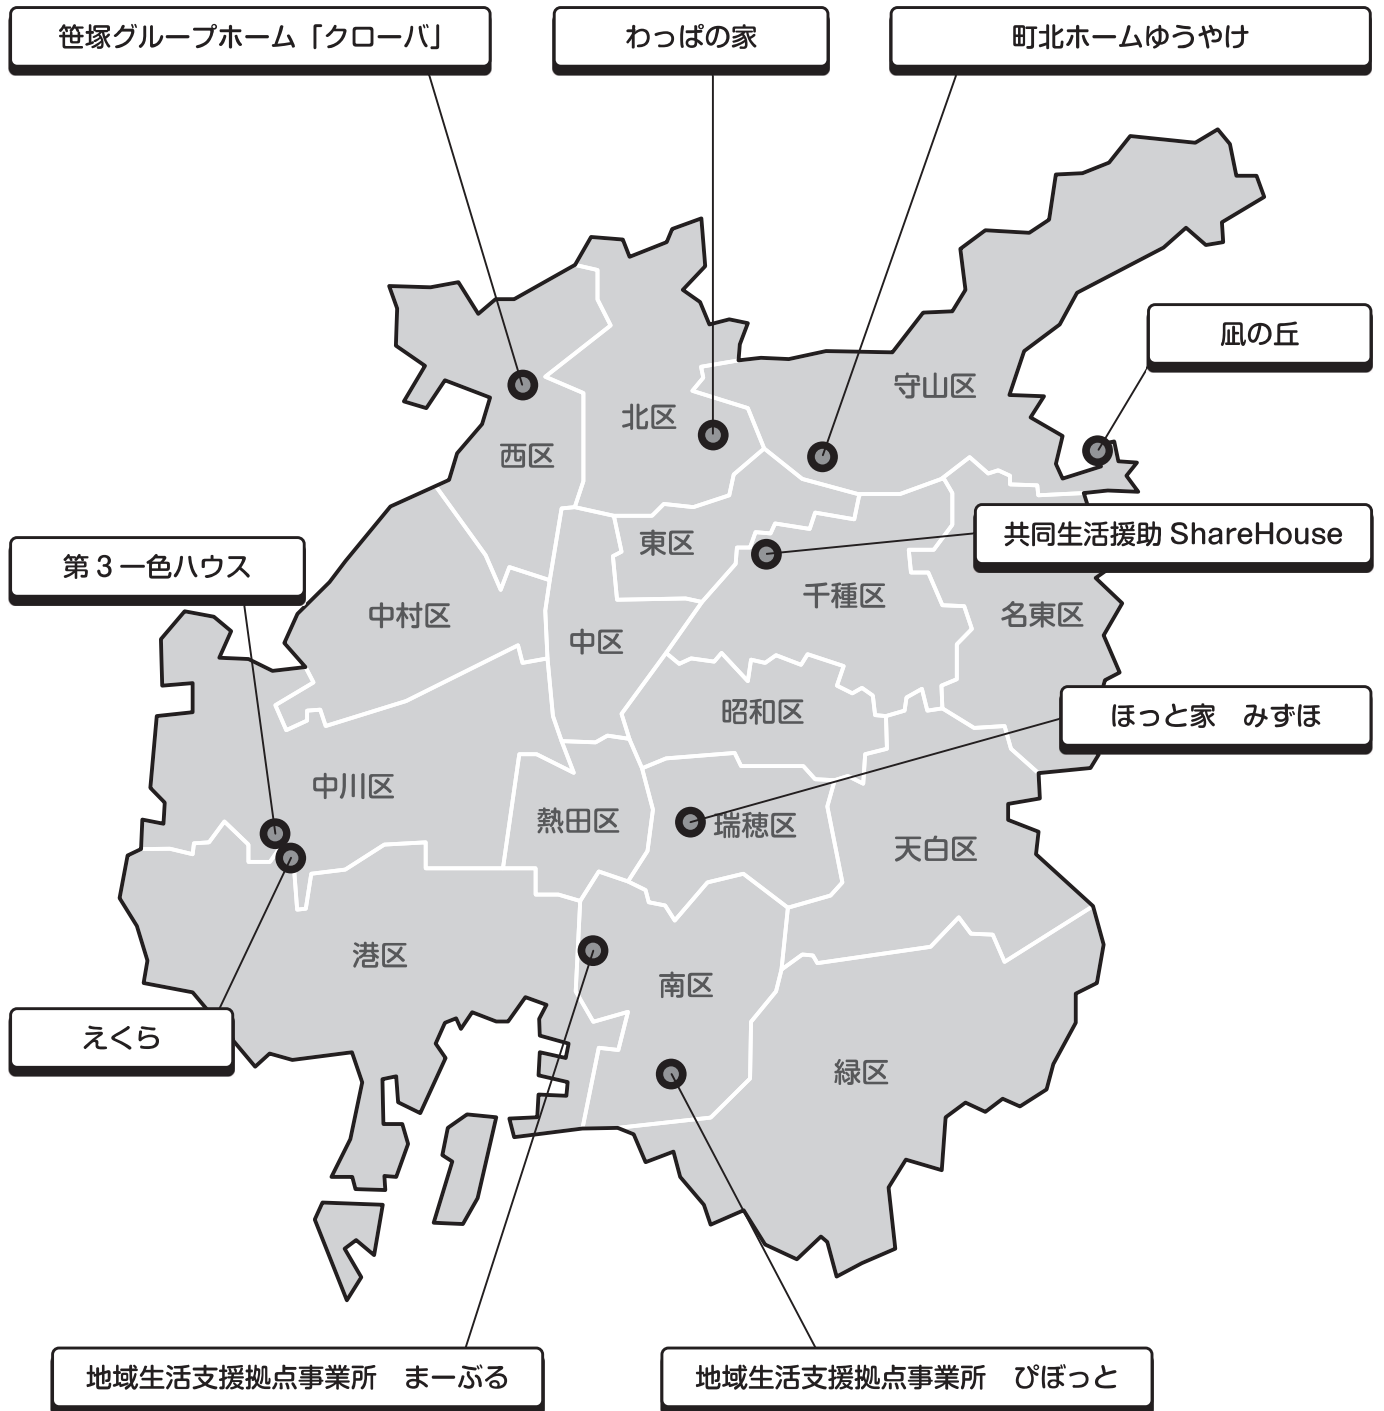 笹塚グループホーム「クローバ」
わっぱの家
町北ホームゆうやけ
凪の丘
守山区
北区
西区
共同生活援助 ShareHouse
東区
第3一色ハウス
千種区
中村区
名東区
中区
昭和区
ほっと家　みずほ
中川区
熱田区
瑞穂区
天白区
港区
南区
えくら
緑区
地域生活支援拠点事業所　まーぶる
地域生活支援拠点事業所　ぴぼっと